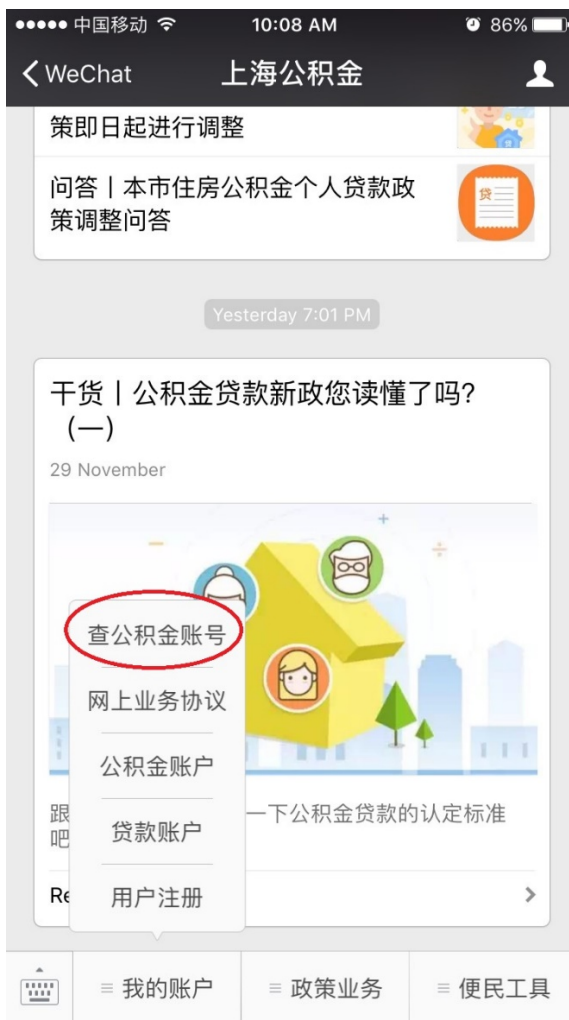 中国移动 10:08 AM 86%
WeChat 上海公积金
策即日起进行调整
问答丨本市住房公积金个人贷款政
策调整问答
贷
Yesterday 7:01 PM
干货丨公积金贷款新政您读懂了吗?
(一)
29 November
查公积金账号
网上业务协议
公积金账户
贷款账户
用户注册
跟 一下公积金贷款的认定标准
吧
Re
我的账户 政策业务 便民工具